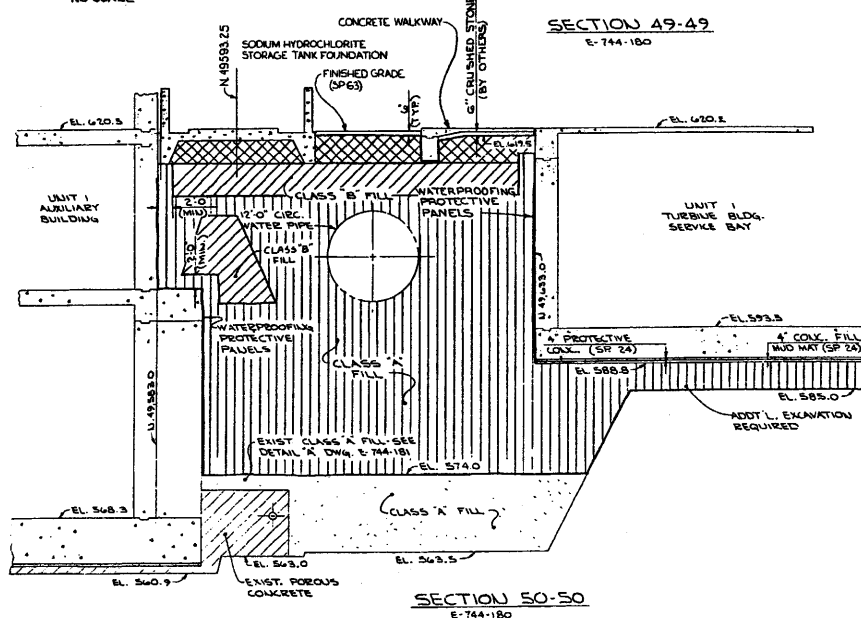 SECTION 49-49
E-744-180
CONCRETE WALKWAY
6" CRUSHED STONE
(BY OTHERS)
N.49593.25
SODIUM HYDROCHLORITE
STORAGE TANK FOUNDATION
FINISHED GRADE
(SP63)
6"
(TYP.)
EL. 620.5
EL. 619.5
EL. 620.2
UNIT 1
AUXILIARY
BUILDING
2'-0
(MIN)
CLASS "B" FILL
WATERPROOFING
PROTECTIVE
PANELS
12'-0" CIRC.
WATER PIPE
2'-0
(MIN.
CLASS "B"
FILL
UNIT 1
TURBINE BLDG.
SERVICE BAY
N.49,633.0
EL. 593.5
WATERPROOFING
PROTECTIVE
PANELS
4" PROTECTIVE
CONC. (SP. 24)
4" CONC. FILL
MUD MAT (SP 24)
EL 588.8
EL. 585.0
CLASS "A"
FILL
ADDT'L. EXCAVATION
REQUIRED
N.49,583.0
EXIST CLASS "A" FILL-SEE
DETAIL "A" DWG. E-744-181
EL. 574.0
EL. 568.3
CLASS "A" FILL
EL. 563.0
EL. 563.5
EL. 560.9
EXIST. POROUS
CONCRETE
SECTION 50-50
E-744-180